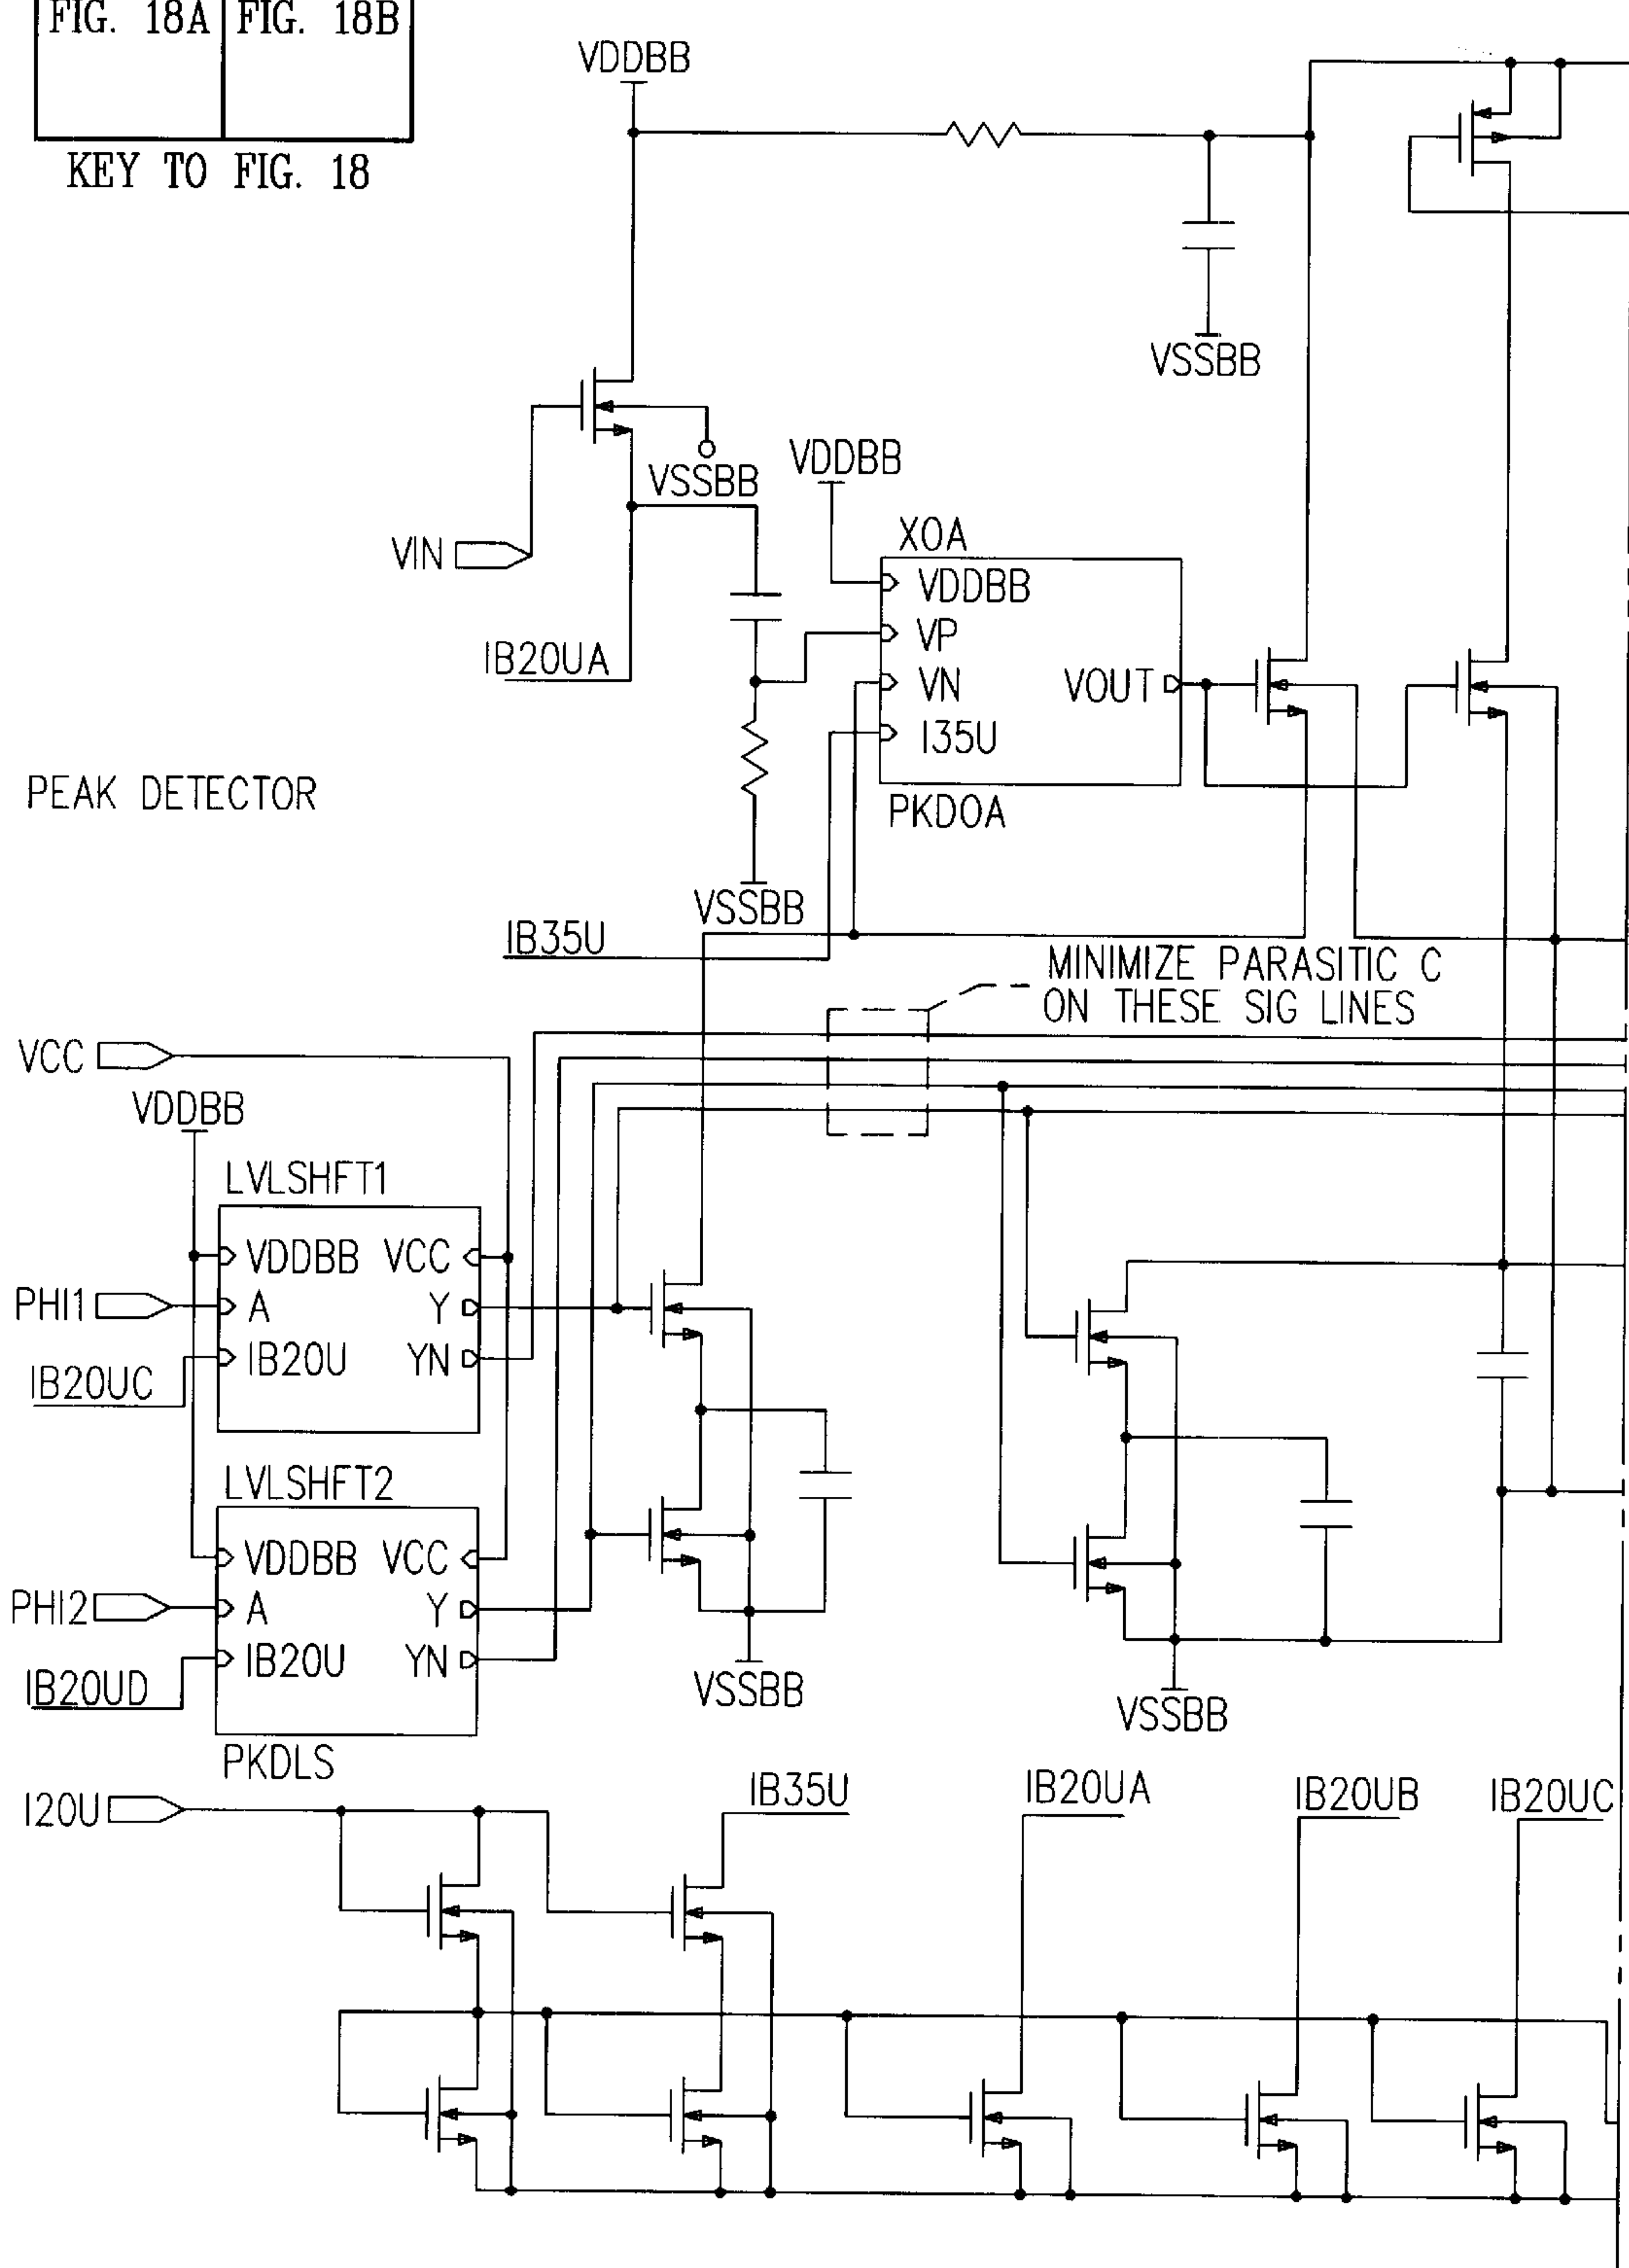 FIG. 18A FIG. 18B
KEY TO FIG. 18
VDDBB
VSSBB
VSSBB
VDDBB
VIN
X0A
VDDBB
VP
VN
I35U
VOUT
PKDOA
IB20UA
PEAK DETECTOR
VSSBB
IB35U
MINIMIZE PARASITIC C
ON THESE SIG LINES
VCC
VDDBB
LVLSHFT1
VDDBB VCC
PHI1
A Y
IB20U YN
IB20UC
LVLSHFT2
VDDBB VCC
PHI2
A Y
IB20U YN
IB20UD
VSSBB
VSSBB
PKDLS
I20U
IB35U
IB20UA
IB20UB
IB20UC